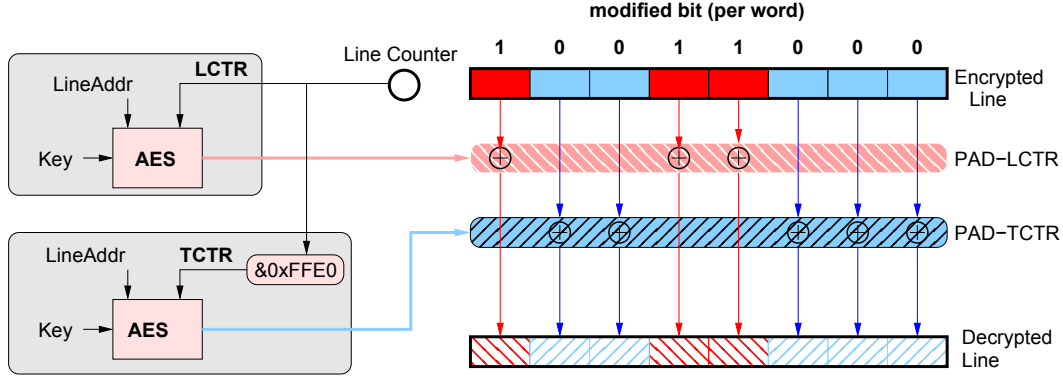 modified bit (per word)
1 0 0 1 1 0 0 0
Line Counter
LCTR
LineAddr
Key
AES
Encrypted
Line
PAD−LCTR
PAD−TCTR
LineAddr
TCTR
&0xFFE0
Key
AES
Decrypted
Line